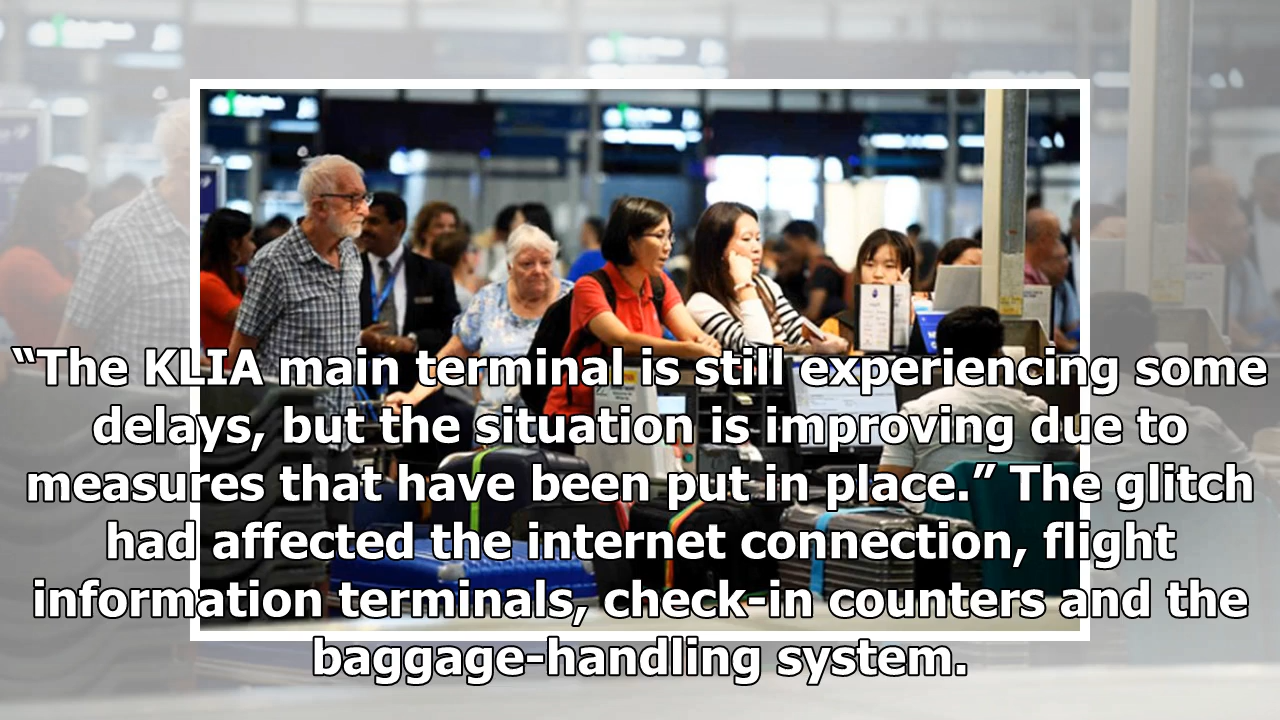 “The KLIA main terminal is still experiencing some
delays, but the situation is improving due to
measures that have been put in place.” The glitch
had affected the internet connection, flight
information terminals, check-in counters and the
baggage-handling system.